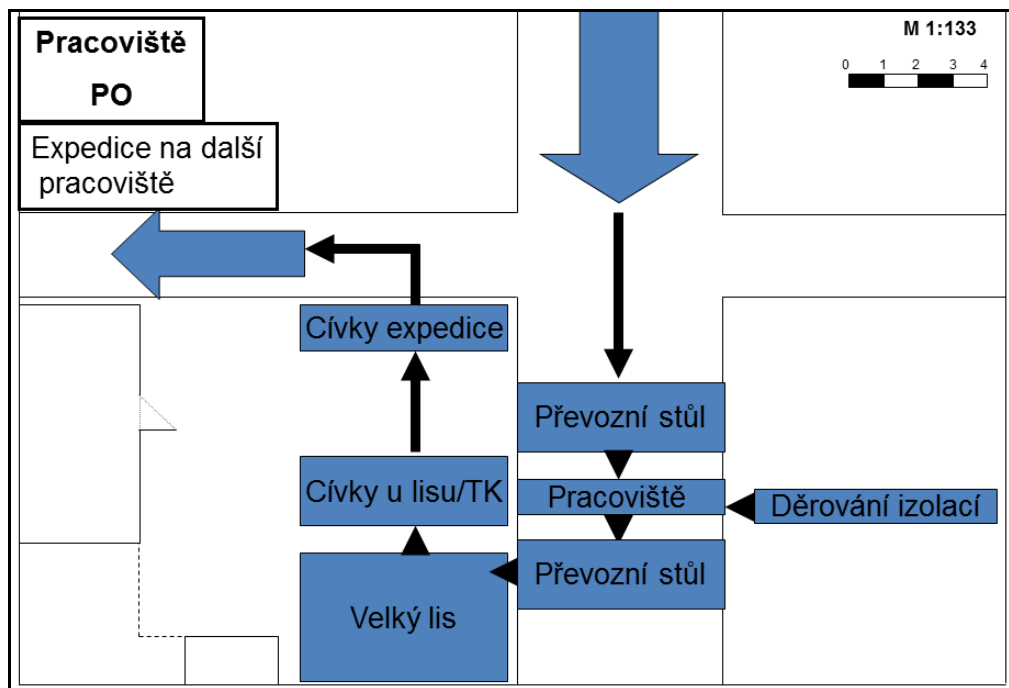 Pracoviště
PO
Expedice na další
pracoviště
M 1:133
0 1 2 3 4
Cívky expedice
Převozní stůl
Cívky u lisu/TK
Pracoviště
Děrování izolací
Převozní stůl
Velký lis